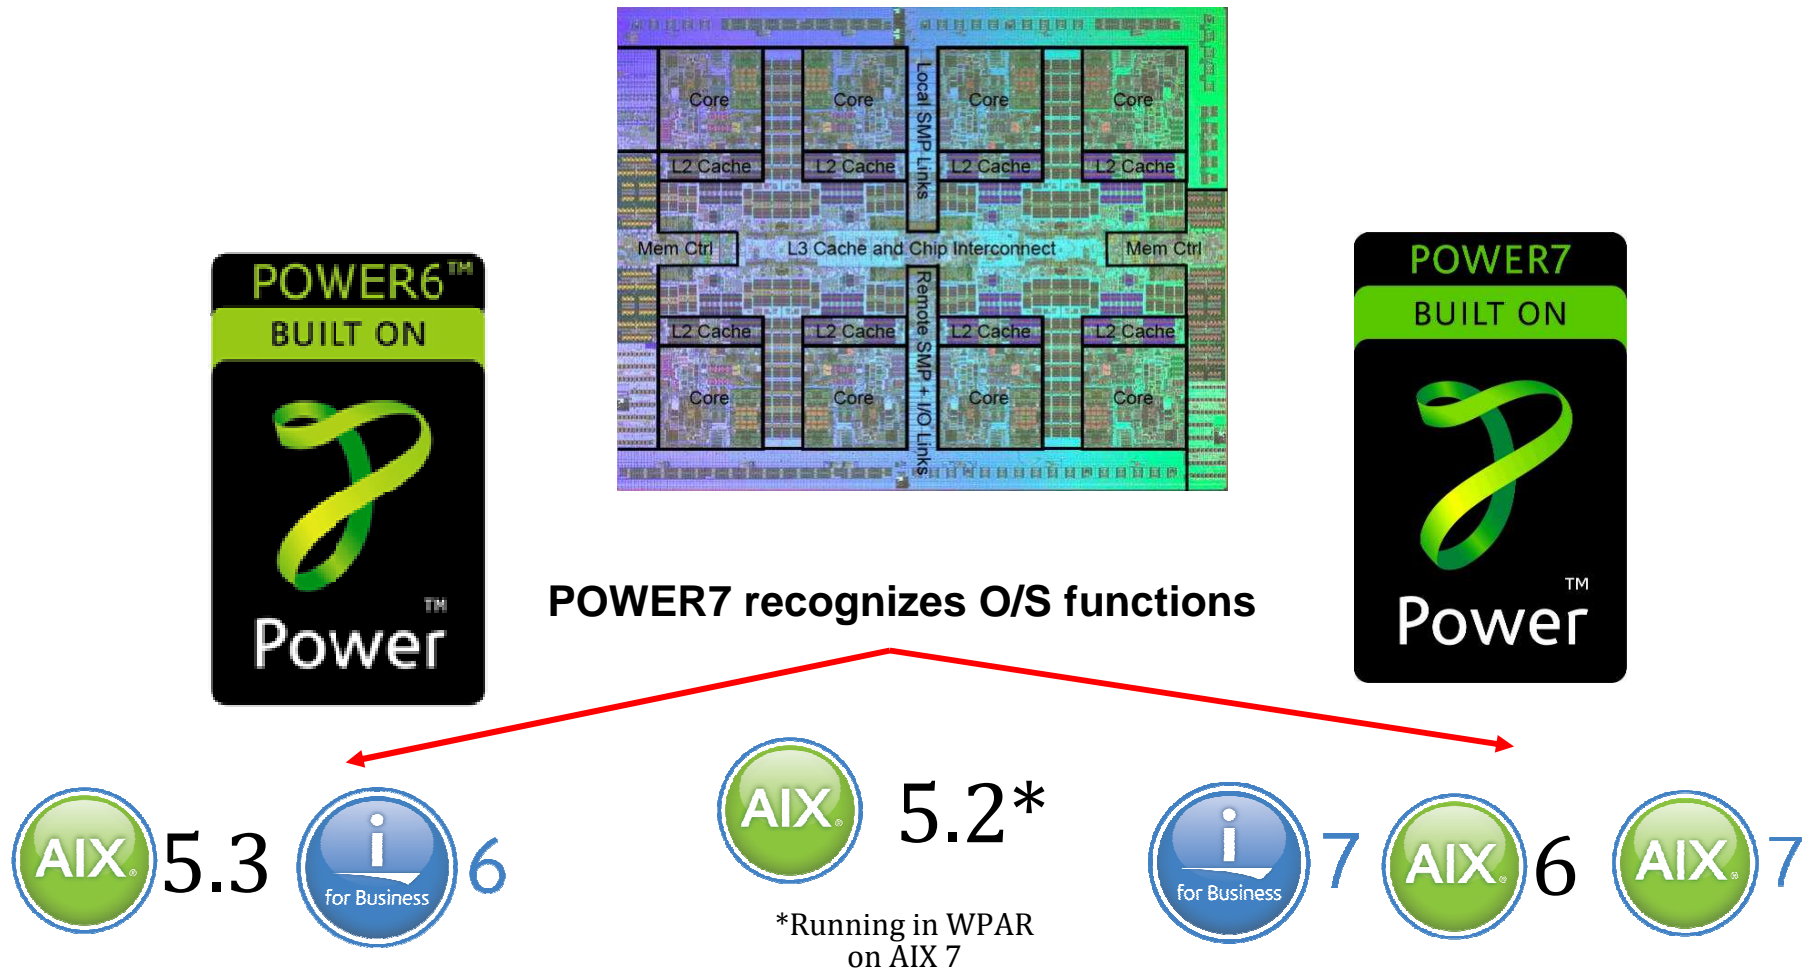 Core Core Core Core
L2 Cache L2 Cache L2 Cache L2 Cache
Local SMP Links
Mem Ctrl L3 Cache and Chip Interconnect Mem Ctrl
Remote SMP + I/O Links
L2 Cache L2 Cache L2 Cache L2 Cache
Core Core Core Core
POWER6™
BUILT ON
Power™
POWER7
BUILT ON
Power™
POWER7 recognizes O/S functions
AIX® 5.3
i for Business 6
AIX® 5.2*
*Running in WPAR
on AIX 7
i for Business 7
AIX® 6
AIX® 7